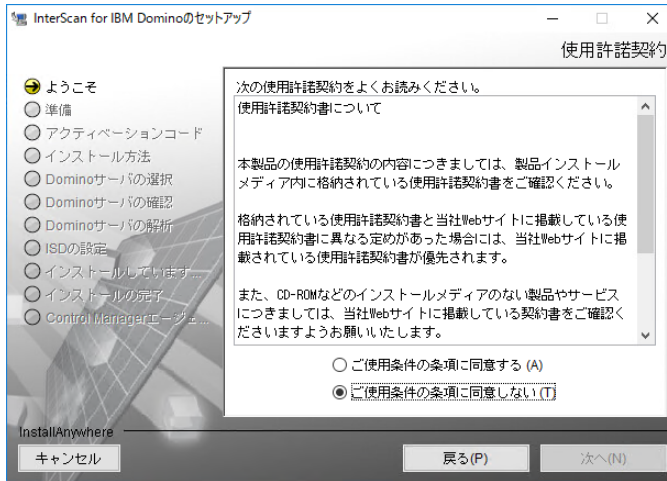 InterScan for IBM Dominoのセットアップ
使用許諾契約
ようこそ
準備
アクティベーションコード
インストール方法
Dominoサーバの選択
Dominoサーバの確認
Dominoサーバの解析
ISDの設定
インストールしています...
インストールの完了
Control Managerエージェ...
次の使用許諾契約をよくお読みください。
使用許諾契約書について
本製品の使用許諾契約の内容につきましては、製品インストール
メディア内に格納されている使用許諾契約書をご確認ください。
格納されている使用許諾契約書と当社Webサイトに掲載している使
用許諾契約書に異なる定めがあった場合には、当社Webサイトに掲
載されている使用許諾契約書が優先されます。
また、CD-ROMなどのインストールメディアのない製品やサービス
につきましては、当社Webサイトに掲載している契約書をご確認く
ださいますようお願いいたします。
ご使用条件の条項に同意する (A)
ご使用条件の条項に同意しない (T)
InstallAnywhere
キャンセル
戻る(P)
次へ(N)